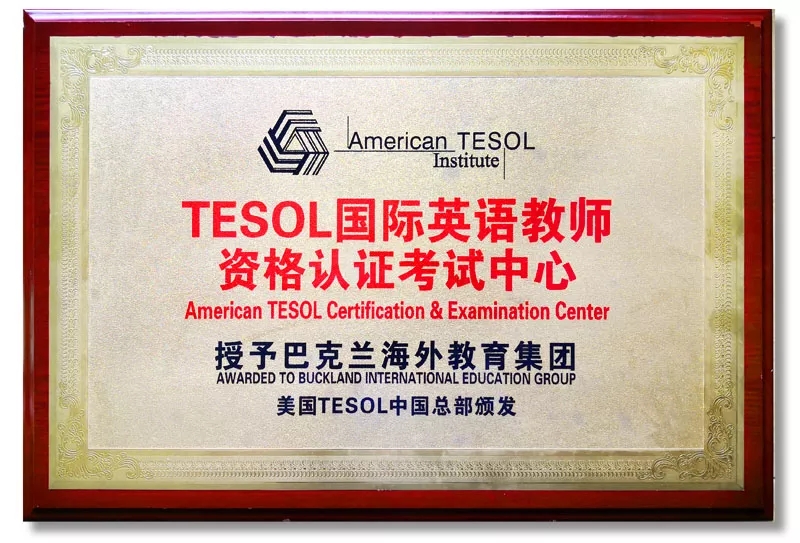 American TESOL
Institute
TESOL国际英语教师
资格认证考试中心
American TESOL Certification & Examination Center
授予巴克兰海外教育集团
AWARDED TO BUCKLAND INTERNATIONAL EDUCATION GROUP
美国TESOL中国总部颁发